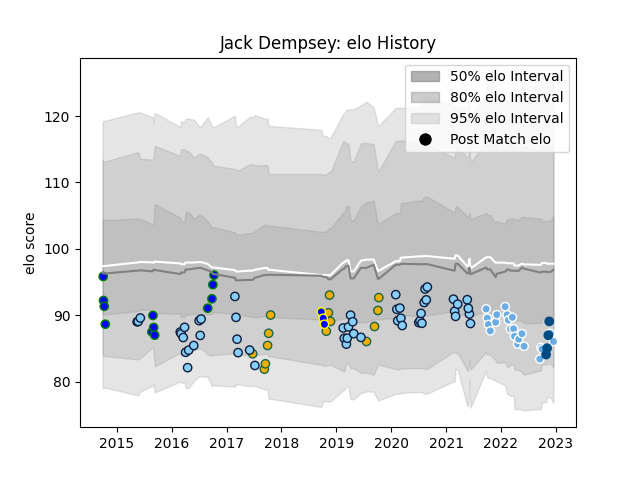 Jack Dempsey: elo History
50% elo Interval
80% elo Interval
95% elo Interval
Post Match elo
elo score
120
110
100
90
80
2015 2016 2017 2018 2019 2020 2021 2022 2023